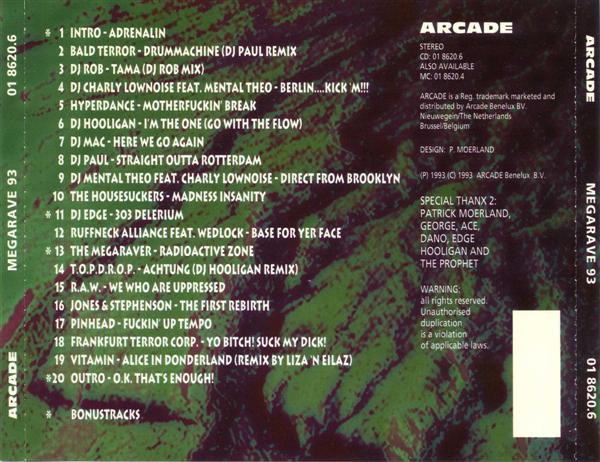 01 8620.6
MEGARAVE 93
ARCADE
* 1 INTRO - ADRENALIN
2 BALD TERROR - DRUMMACHINE (DJ PAUL REMIX
3 DJ ROB - TAMA (DJ ROB MIX)
4 DJ CHARLY LOWNOISE FEAT. MENTAL THEO - BERLIN....KICK 'M!!!
5 HYPERDANCE - MOTHERFUCKIN' BREAK
6 DJ HOOLIGAN - I'M THE ONE (GO WITH THE FLOW)
7 DJ MAC - HERE WE GO AGAIN
8 DJ PAUL - STRAIGHT OUTTA ROTTERDAM
9 DJ MENTAL THEO FEAT. CHARLY LOWNOISE - DIRECT FROM BROOKLYN
10 THE HOUSESUCKERS - MADNESS INSANITY
* 11 DJ EDGE - 303 DELERIUM
12 RUFFNECK ALLIANCE FEAT. WEDLOCK - BASE FOR YER FACE
* 13 THE MEGARAVER - RADIOACTIVE ZONE
14 T.O.P.D.R.O.P. - ACHTUNG (DJ HOOLIGAN REMIX)
15 R.A.W. - WE WHO ARE UPPRESSED
16 JONES & STEPHENSON - THE FIRST REBIRTH
17 PINHEAD - FUCKIN' UP TEMPO
18 FRANKFURT TERROR CORP. - YO BITCH! SUCK MY DICK!
19 VITAMIN - ALICE IN DONDERLAND (REMIX BY LIZA 'N EILAZ)
*20 OUTRO - O.K. THAT'S ENOUGH!
* BONUSTRACKS
ARCADE
STEREO
CD: 01 8620.6
ALSO AVAILABLE
MC: 01 8620.4
ARCADE is a Reg. trademark marketed and
distributed by Arcade Benelux BV.
Nieuwegein/The Netherlands
Brussel/Belgium
DESIGN: P. MOERLAND
(P) 1993 (C) 1993 ARCADE Benelux B.V.
SPECIAL THANX 2:
PATRICK MOERLAND,
GEORGE, ACE,
DANO, EDGE
HOOLIGAN AND
THE PROPHET
WARNING:
all rights reserved.
Unauthorised
duplication
is a violation
of applicable laws.
ARCADE
MEGARAVE 93
01 8620.6